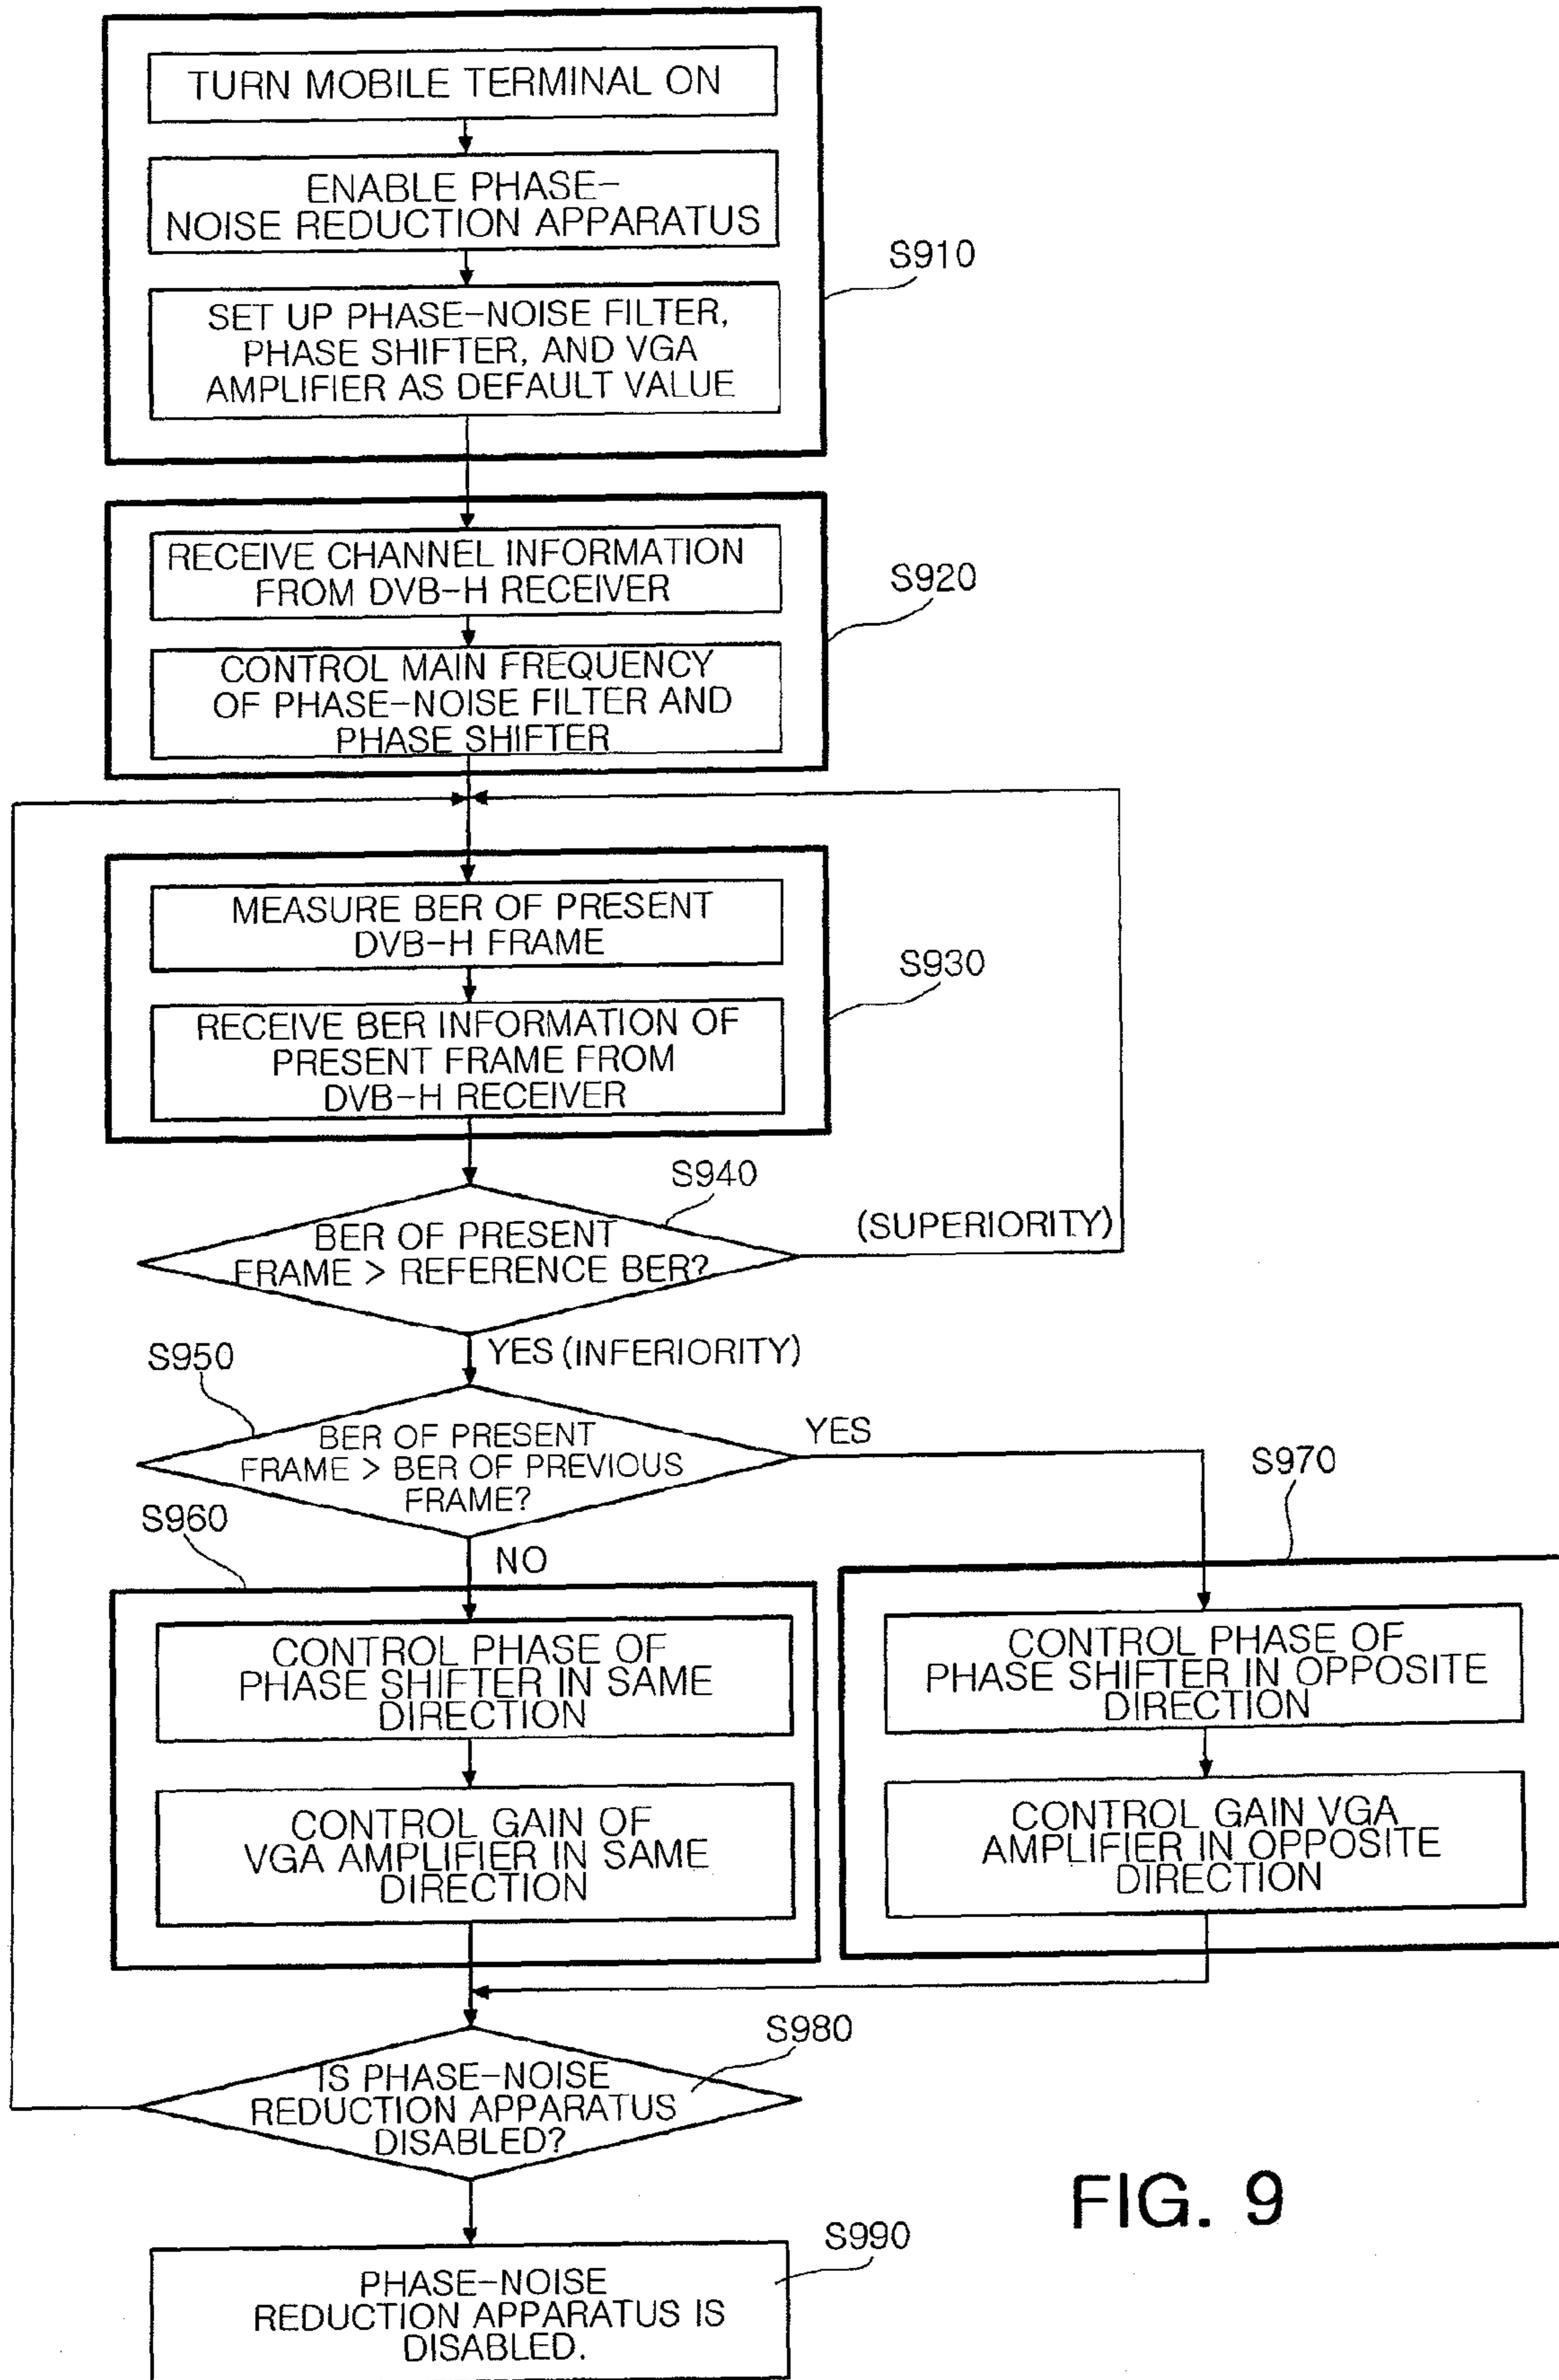 TURN MOBILE TERMINAL ON
ENABLE PHASE-
NOISE REDUCTION APPARATUS
SET UP PHASE-NOISE FILTER,
PHASE SHIFTER, AND VGA
AMPLIFIER AS DEFAULT VALUE
S910
RECEIVE CHANNEL INFORMATION
FROM DVB-H RECEIVER
CONTROL MAIN FREQUENCY
OF PHASE-NOISE FILTER AND
PHASE SHIFTER
S920
MEASURE BER OF PRESENT
DVB-H FRAME
RECEIVE BER INFORMATION OF
PRESENT FRAME FROM
DVB-H RECEIVER
S930
S940
BER OF PRESENT
FRAME > REFERENCE BER?
(SUPERIORITY)
YES (INFERIORITY)
S950
BER OF PRESENT
FRAME > BER OF PREVIOUS
FRAME?
YES
NO
S960
CONTROL PHASE OF
PHASE SHIFTER IN SAME
DIRECTION
CONTROL GAIN OF
VGA AMPLIFIER IN SAME
DIRECTION
S970
CONTROL PHASE OF
PHASE SHIFTER IN OPPOSITE
DIRECTION
CONTROL GAIN VGA
AMPLIFIER IN OPPOSITE
DIRECTION
S980
IS PHASE-NOISE
REDUCTION APPARATUS
DISABLED?
S990
PHASE-NOISE
REDUCTION APPARATUS IS
DISABLED.
FIG. 9